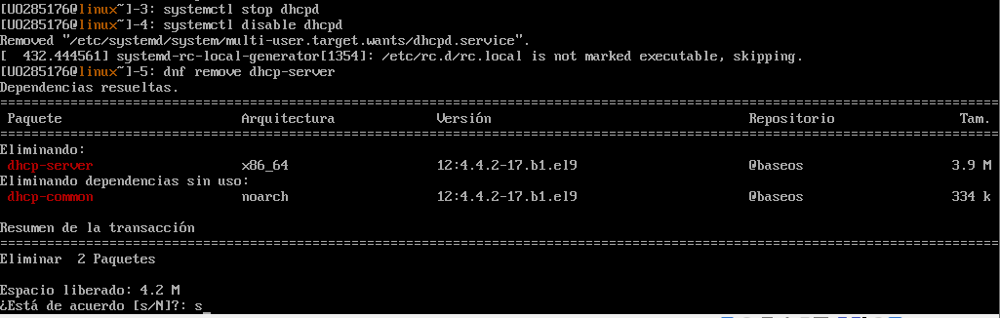 [UO285176@linux~]-3: systemctl stop dhcpd
[UO285176@linux~]-4: systemctl disable dhcpd
Removed "/etc/systemd/system/multi-user.target.wants/dhcpd.service".
[  432.444561] systemd-rc-local-generator[1354]: /etc/rc.d/rc.local is not marked executable, skipping.
[UO285176@linux~]-5: dnf remove dhcp-server
Dependencias resueltas.
Paquete Arquitectura Versión Repositorio Tam.
Eliminando:
dhcp-server x86_64 12:4.4.2-17.b1.el9 @baseos 3.9 M
Eliminando dependencias sin uso:
dhcp-common noarch 12:4.4.2-17.b1.el9 @baseos 334 k
Resumen de la transacción
Eliminar  2 Paquetes
Espacio liberado: 4.2 M
¿Está de acuerdo [s/N]?: s_